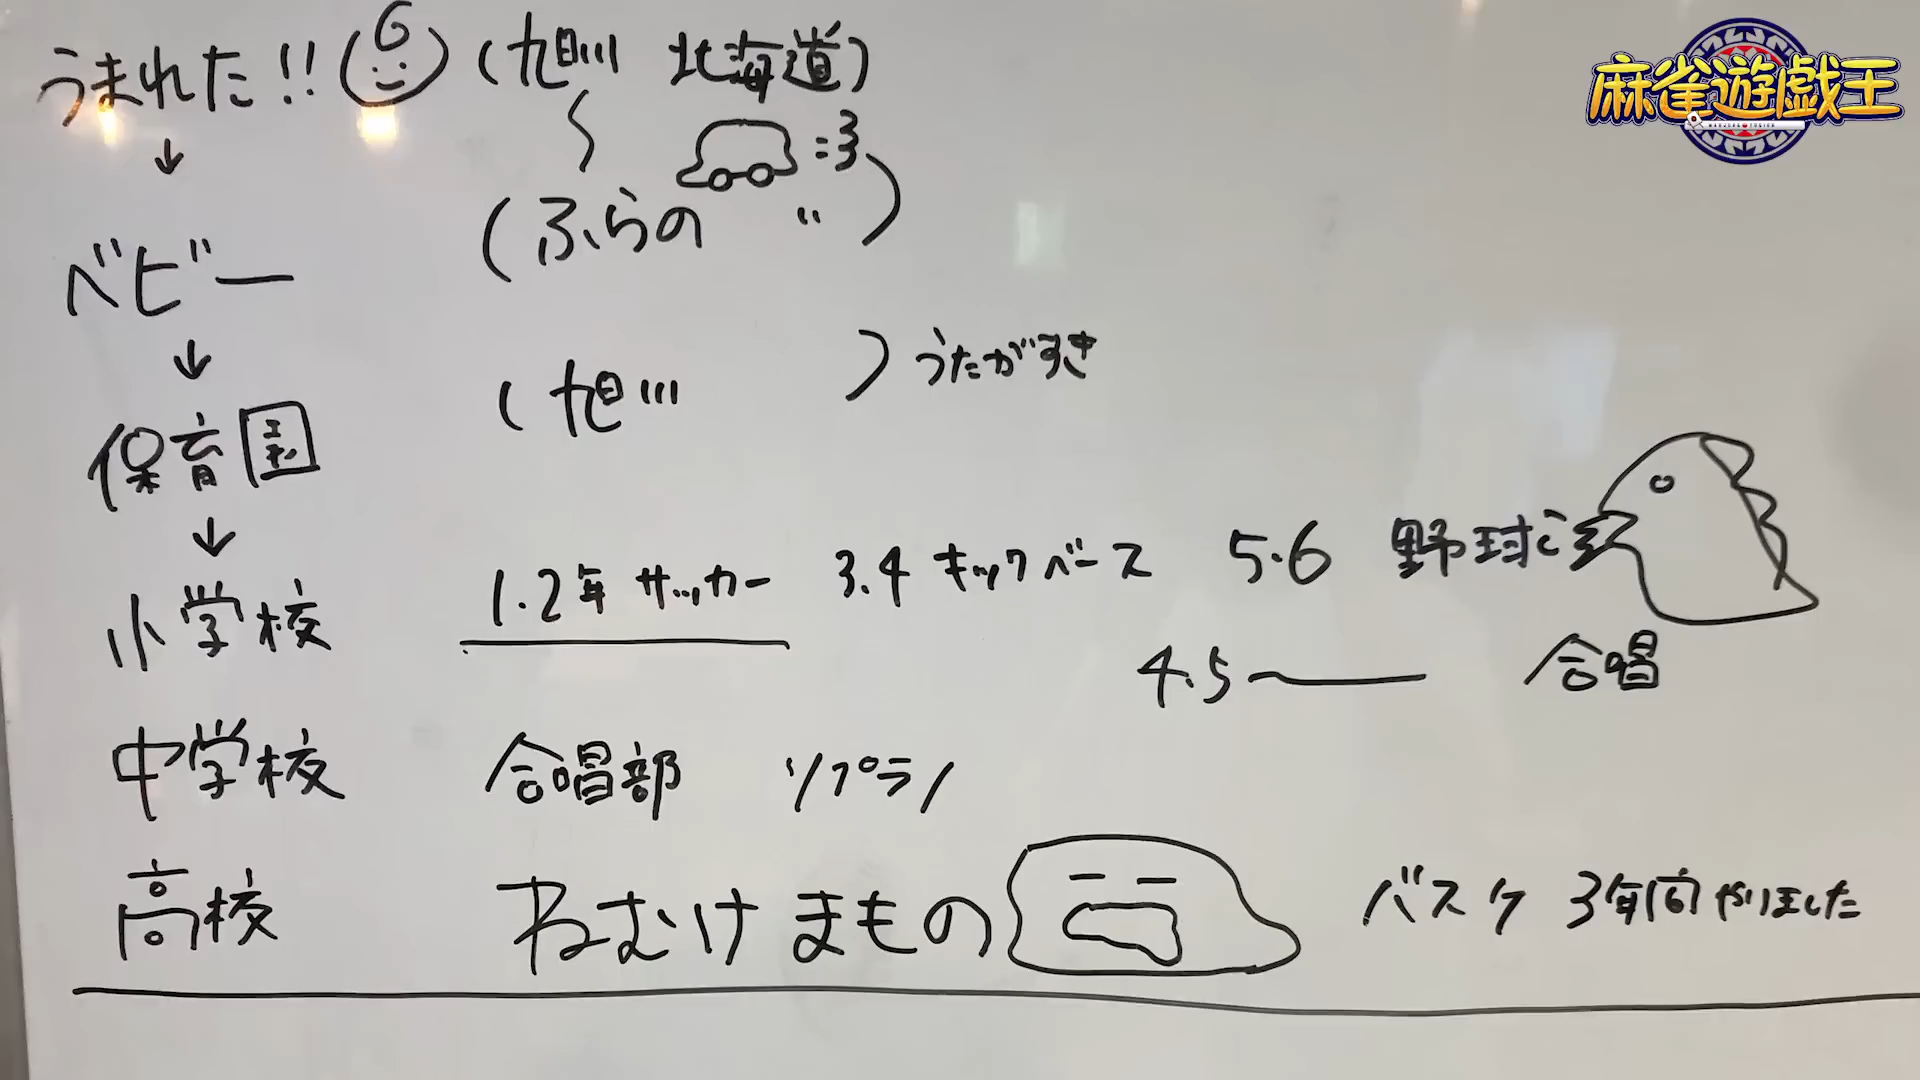 うまれた!! (旭川 北海道)
↓
(ふらの 〃)
ベビー
↓
(旭川 ) うたがすき
保育園
↓
小学校 1.2年 サッカー 3.4 キックベース 5.6 野球
4.5 ― 合唱
中学校 合唱部 ソプラノ
高校 ねむけまもの バスケ 3年間やりました
麻雀遊戯王